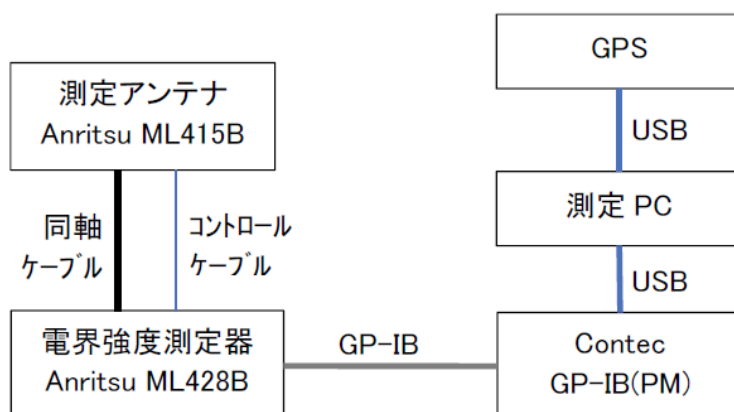 GPS
測定アンテナ
Anritsu ML415B
USB
測定 PC
同軸
ケーブル
コントロール
ケーブル
USB
電界強度測定器
Anritsu ML428B
GP-IB
Contec
GP-IB(PM)